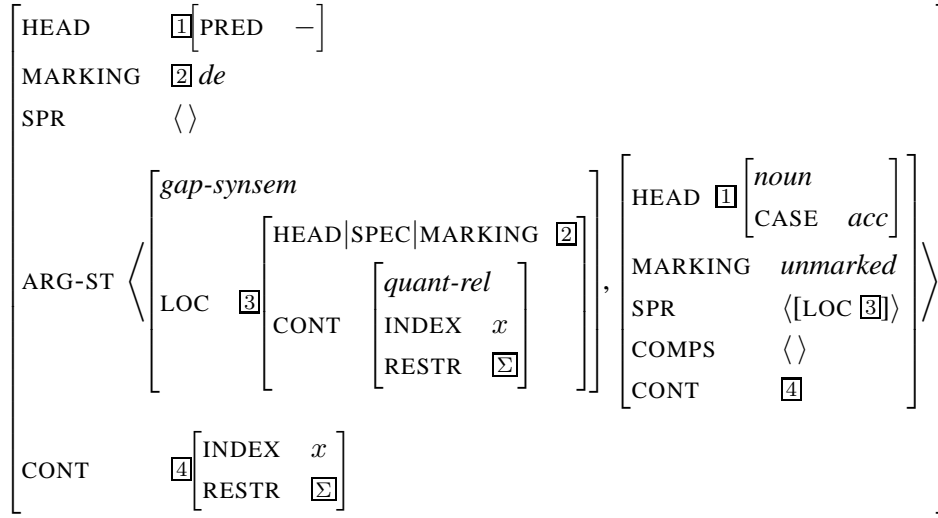 HEAD 1[PRED −]
MARKING 2 de
SPR ⟨ ⟩
ARG-ST ⟨[gap-synsem
LOC 3[HEAD|SPEC|MARKING 2
CONT [quant-rel
INDEX x
RESTR Σ]]],
[HEAD 1[noun
CASE acc]
MARKING unmarked
SPR ⟨[LOC 3]⟩
COMPS ⟨ ⟩
CONT 4]⟩
CONT 4[INDEX x
RESTR Σ]